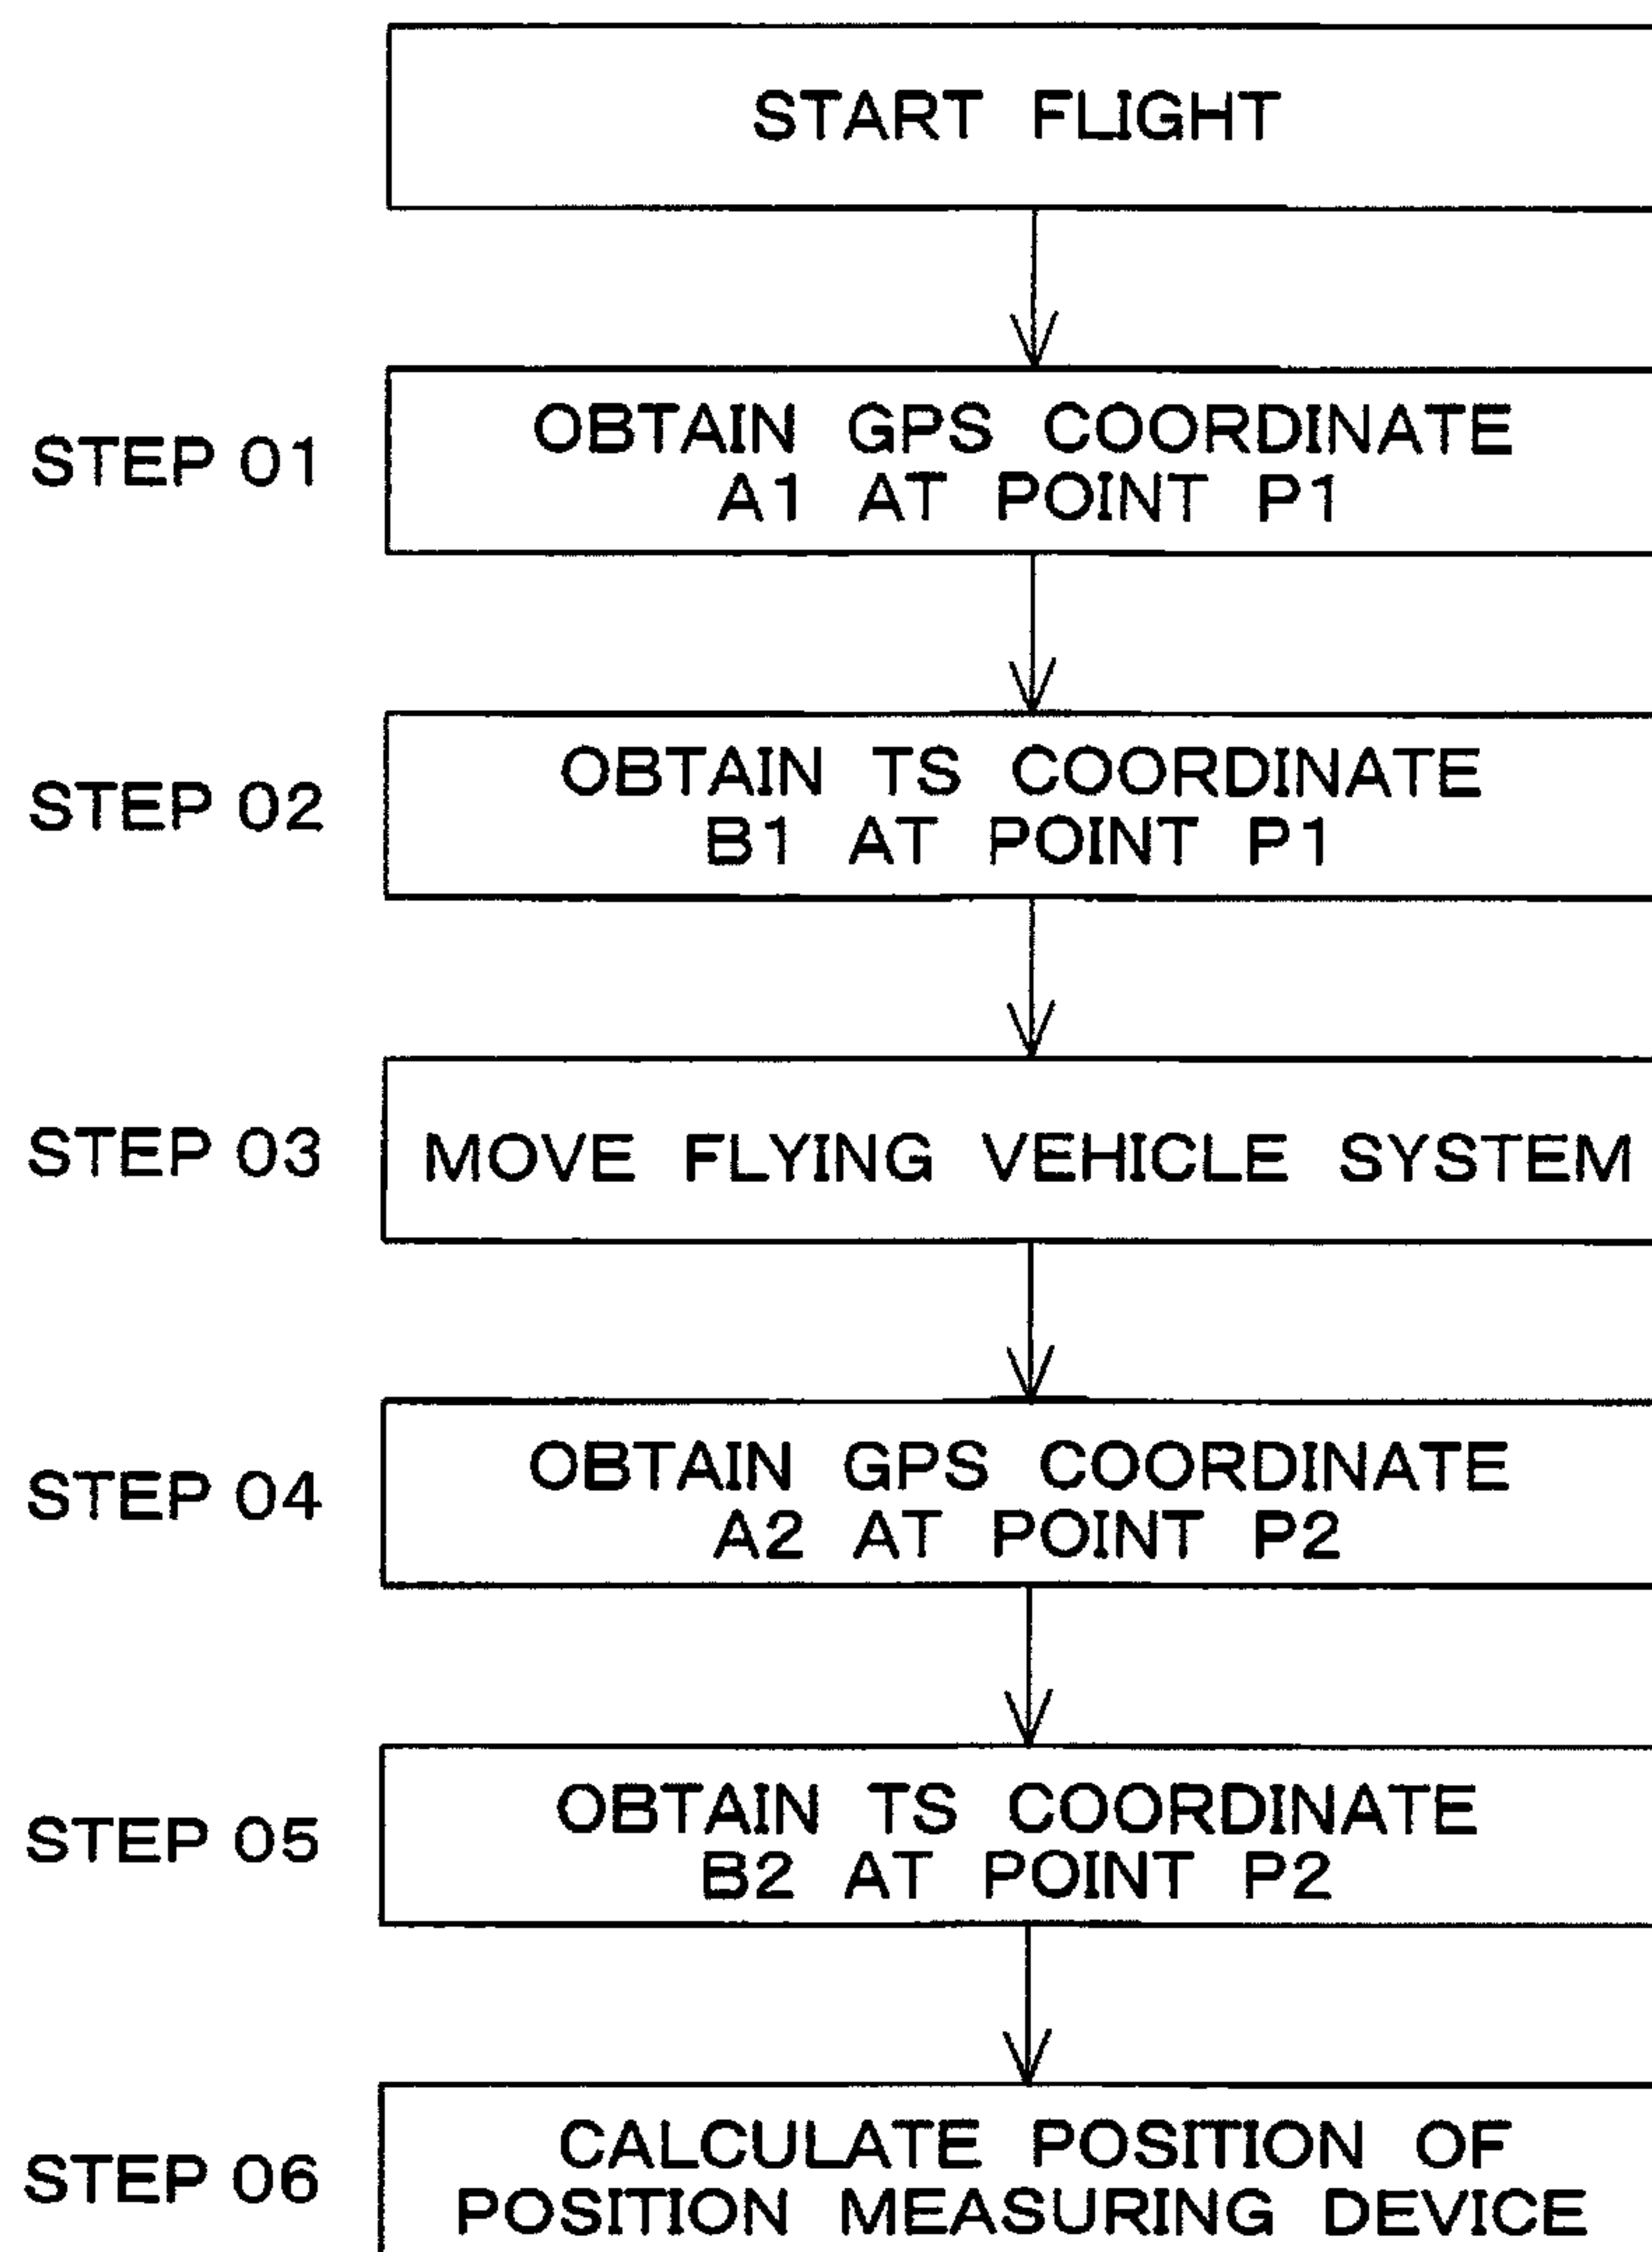 START FLIGHT
STEP 01
OBTAIN GPS COORDINATE
A1 AT POINT P1
STEP 02
OBTAIN TS COORDINATE
B1 AT POINT P1
STEP 03
MOVE FLYING VEHICLE SYSTEM
STEP 04
OBTAIN GPS COORDINATE
A2 AT POINT P2
STEP 05
OBTAIN TS COORDINATE
B2 AT POINT P2
STEP 06
CALCULATE POSITION OF
POSITION MEASURING DEVICE